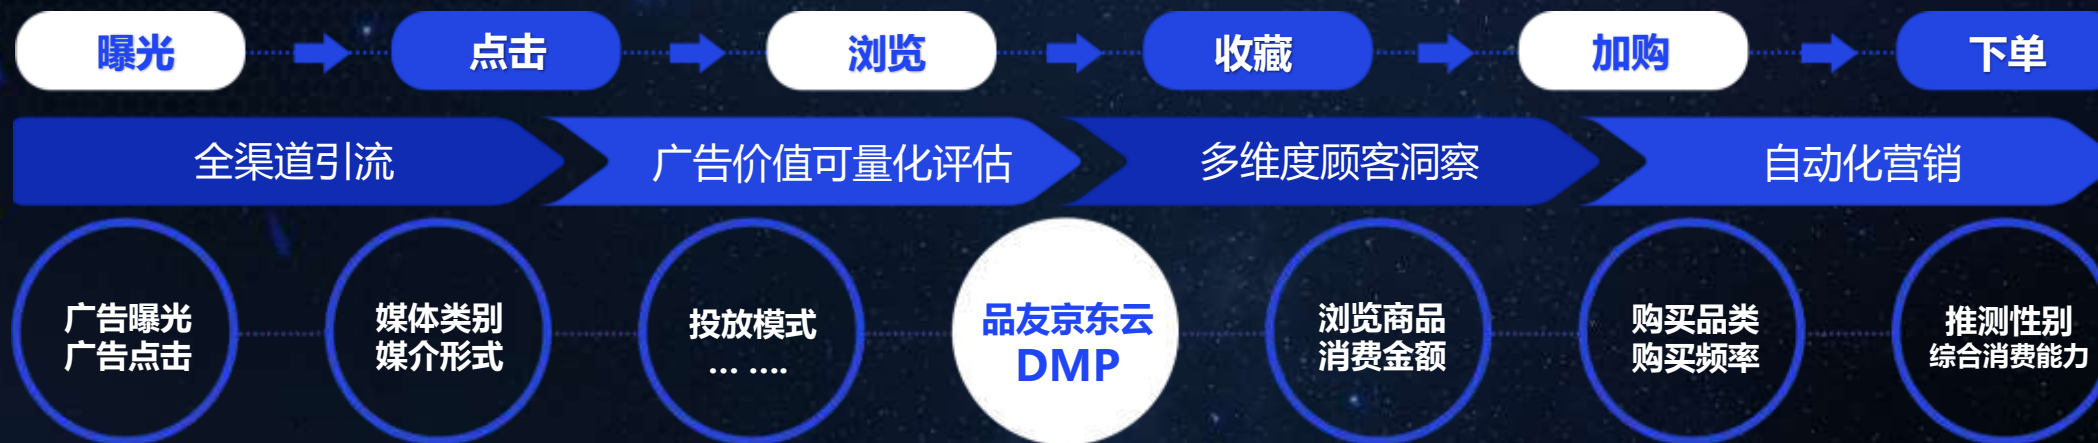 曝光
点击
浏览
收藏
加购
下单
全渠道引流
广告价值可量化评估
多维度顾客洞察
自动化营销
广告曝光
广告点击
媒体类别
媒介形式
投放模式
... ....
品友京东云
DMP
浏览商品
消费金额
购买品类
购买频率
推测性别
综合消费能力